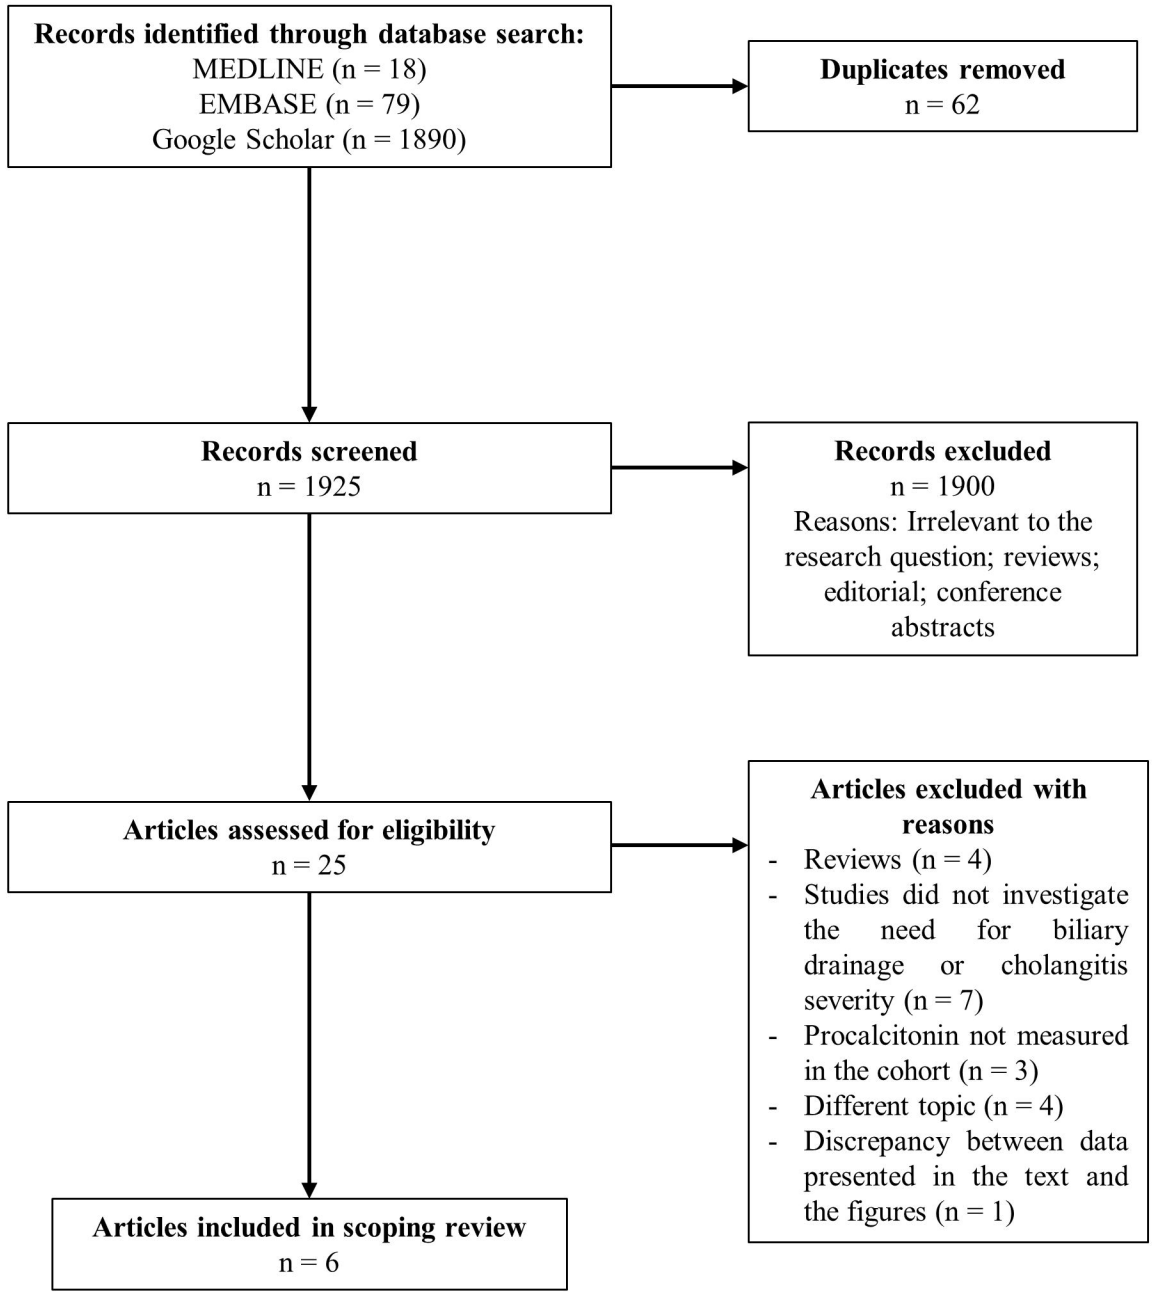 Records identified through database search:
MEDLINE (n = 18)
EMBASE (n = 79)
Google Scholar (n = 1890)
Duplicates removed
n = 62
Records screened
n = 1925
Records excluded
n = 1900
Reasons: Irrelevant to the
research question; reviews;
editorial; conference
abstracts
Articles assessed for eligibility
n = 25
Articles excluded with
reasons
- Reviews (n = 4)
- Studies did not investigate
the need for biliary
drainage or cholangitis
severity (n = 7)
- Procalcitonin not measured
in the cohort (n = 3)
- Different topic (n = 4)
- Discrepancy between data
presented in the text and
the figures (n = 1)
Articles included in scoping review
n = 6